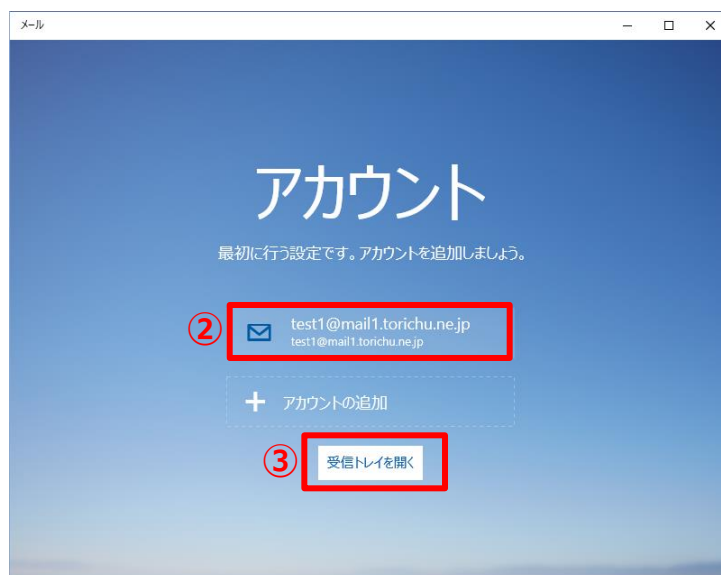 メール
アカウント
最初に行う設定です。アカウントを追加しましょう。
② test1@mail1.torichu.ne.jp
test1@mail1.torichu.ne.jp
アカウントの追加
③ 受信トレイを開く